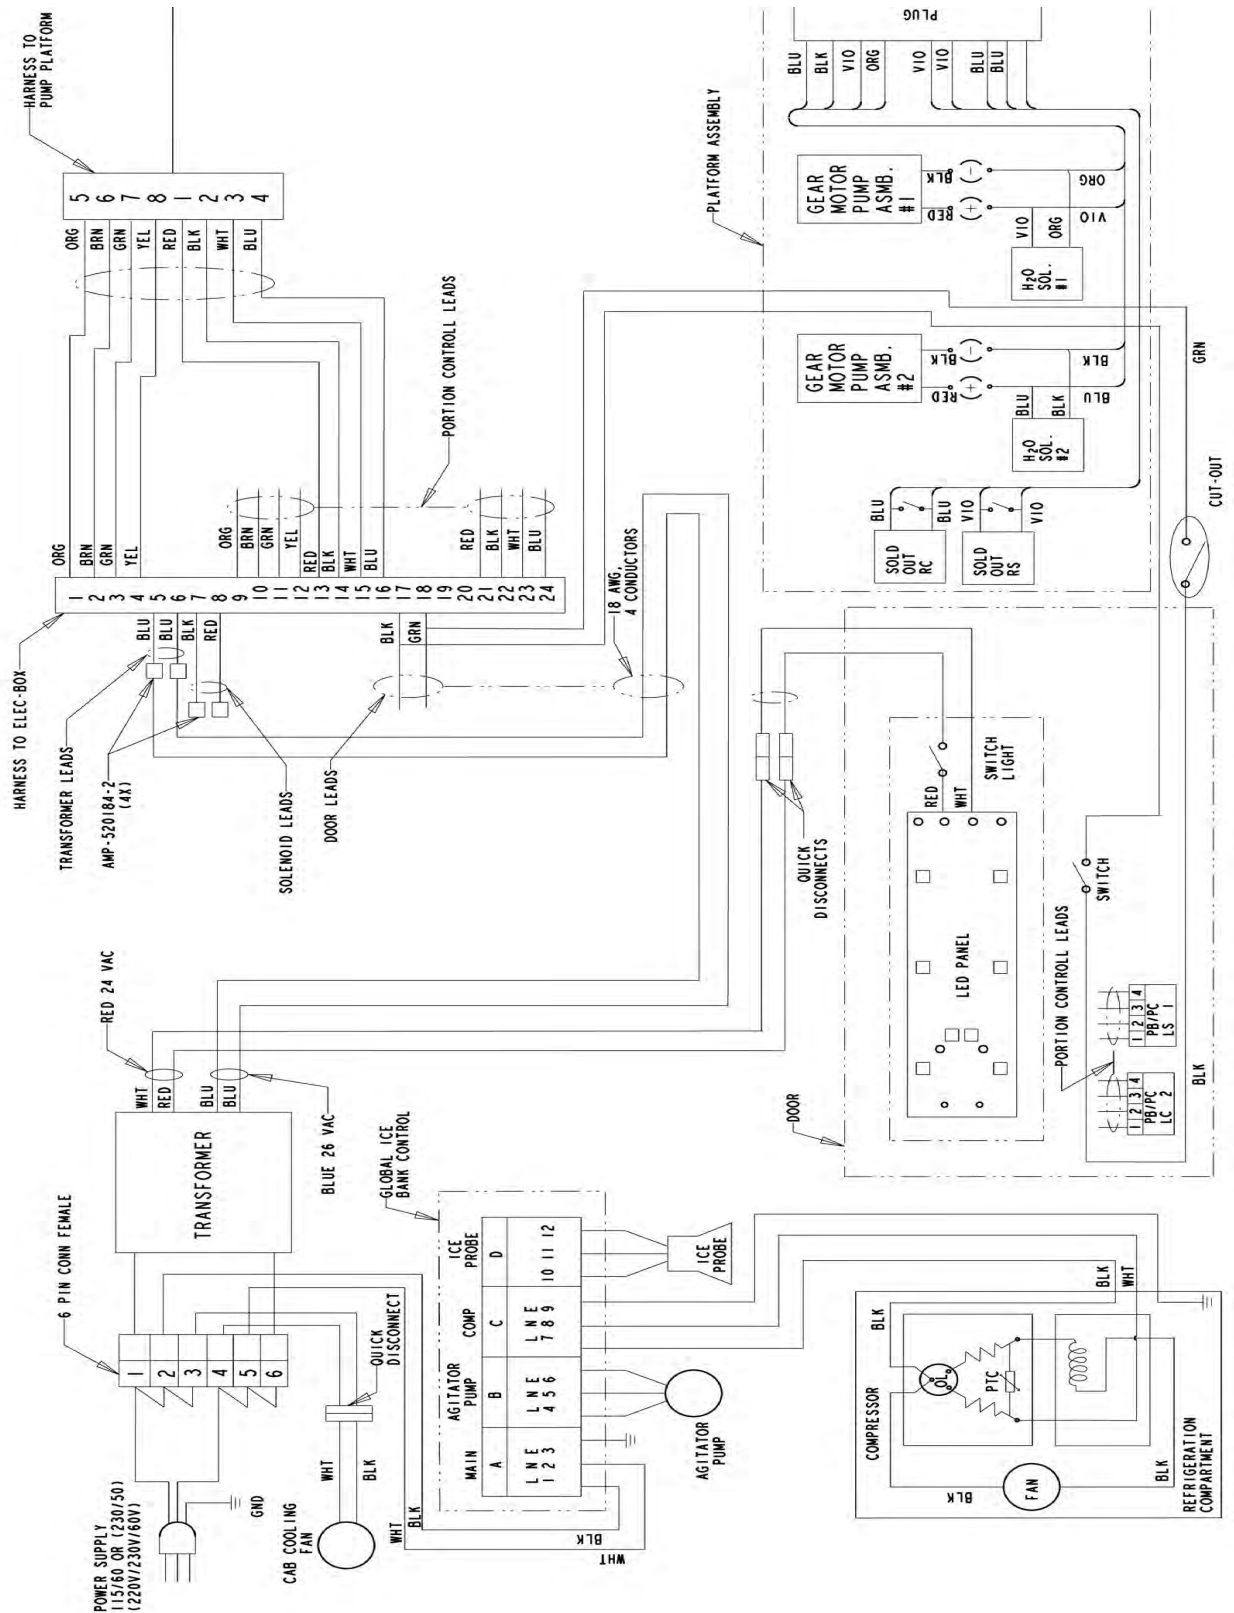 HARNESS TO
PUMP PLATFORM
5
6
7
8
1
2
3
4
ORG
BRN
GRN
YEL
RED
BLK
WHT
BLU
PLUG
BLU
BLK
VIO
ORG
VIO
VIO
BLU
BLU
PLATFORM ASSEMBLY
GEAR
MOTOR
PUMP
ASMB.
#1
BLK
(-)
RED
(+)
ORG
VIO
VIO
ORG
H2O
SOL.
#1
GEAR
MOTOR
PUMP
ASMB.
#2
BLK
(-)
RED
(+)
BLK
BLU
BLU
BLK
H2O
SOL.
#2
BLU
BLU
VIO
VIO
SOLD
OUT
RC
SOLD
OUT
RS
GRN
CUT-OUT
PORTION CONTROLL LEADS
ORG
BRN
GRN
YEL
ORG
BRN
GRN
YEL
RED
BLK
WHT
BLU
RED
BLK
WHT
BLU
1
2
3
4
5
6
7
8
9
10
11
12
13
14
15
16
17
18
19
20
21
22
23
24
BLU
BLU
BLK
RED
BLK
GRN
18 AWG,
4 CONDUCTORS
HARNESS TO ELEC-BOX
TRANSFORMER LEADS
AMP-520184-2
(4X)
SOLENOID LEADS
DOOR LEADS
QUICK
DISCONNECTS
SWITCH
LIGHT
RED
WHT
LED PANEL
SWITCH
PORTION CONTROLL LEADS
1 2 3 4
PB/PC
LS 1
1 2 3 4
PB/PC
LC 2
BLK
DOOR
RED 24 VAC
WHT
RED
BLU
BLU
BLUE 26 VAC
TRANSFORMER
6 PIN CONN FEMALE
1
2
3
4
5
6
QUICK
DISCONNECT
GLOBAL ICE
BANK CONTROL
MAIN
AGITATOR
PUMP
COMP
ICE
PROBE
A
B
C
D
L N E
1 2 3
L N E
4 5 6
L N E
7 8 9
10 11 12
ICE
PROBE
AGITATOR
PUMP
POWER SUPPLY
115/60 OR (230/50)
(220V/230V/60V)
GND
CAB COOLING
FAN
WHT
BLK
WHT
BLK
BLK
WHT
BLK
WHT
COMPRESSOR
BLK
OL
PTC
FAN
BLK
BLK
REFRIGERATION
COMPARTMENT